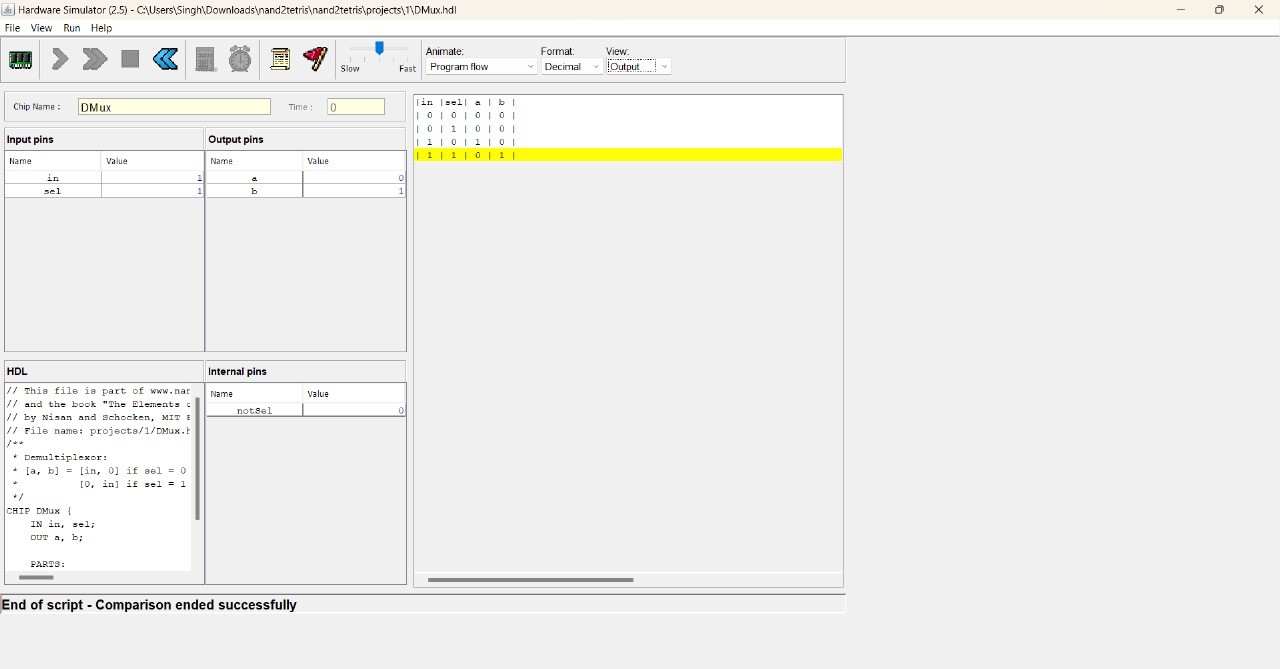 Hardware Simulator (2.5) - C:\Users\Singh\Downloads\nand2tetris\nand2tetris\projects\1\DMux.hdl
File View Run Help
Slow Fast
Animate: Format: View:
Program flow Decimal Output
Chip Name : DMux Time : 0
Input pins
Name Value
in 1
sel 1
Output pins
Name Value
a 0
b 1
|in |sel| a | b |
| 0 | 0 | 0 | 0 |
| 0 | 1 | 0 | 0 |
| 1 | 0 | 1 | 0 |
| 1 | 1 | 0 | 1 |
HDL
// This file is part of www.nan
// and the book "The Elements o
// by Nisan and Schocken, MIT P
// File name: projects/1/DMux.h
/**
* Demultiplexor:
* [a, b] = [in, 0] if sel = 0
* [0, in] if sel = 1
*/
CHIP DMux {
IN in, sel;
OUT a, b;
PARTS:
Internal pins
Name Value
notSel 0
End of script - Comparison ended successfully